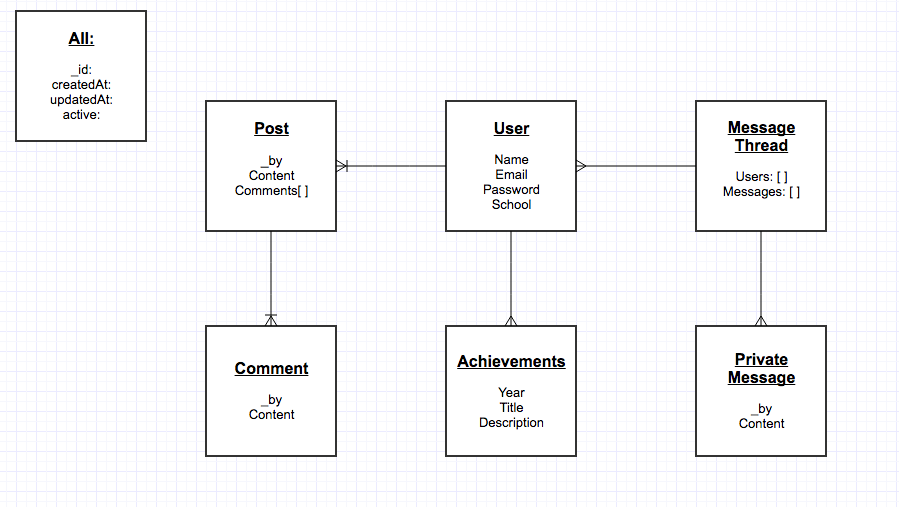 All:
_id:
createdAt:
updatedAt:
active:
Post
_by
Content
Comments[ ]
User
Name
Email
Password
School
Message
Thread
Users: [ ]
Messages: [ ]
Comment
_by
Content
Achievements
Year
Title
Description
Private
Message
_by
Content